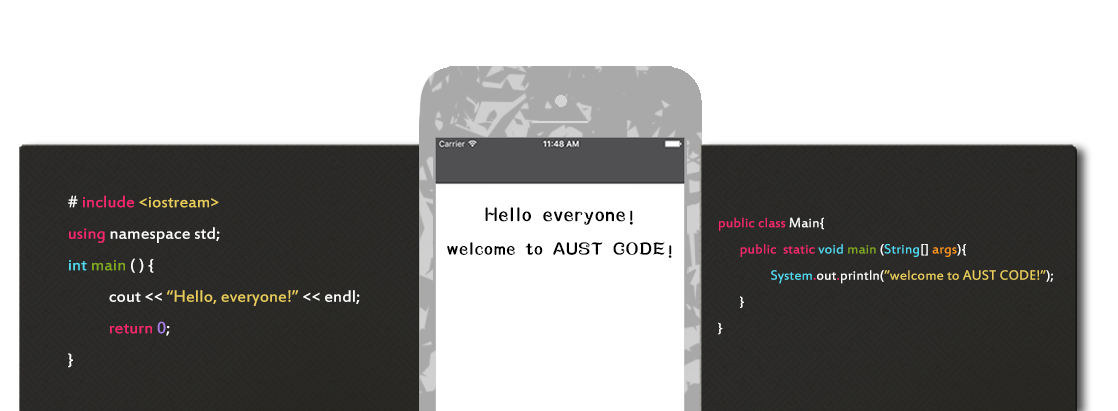 # include <iostream>
using namespace std;
int main ( ) {
cout << “Hello, everyone!” << endl;
return 0;
}
Carrier 11:48 AM
Hello everyone!
welcome to AUST CODE!
public class Main{
public static void main (String[] args){
System.out.println(”welcome to AUST CODE!”);
}
}